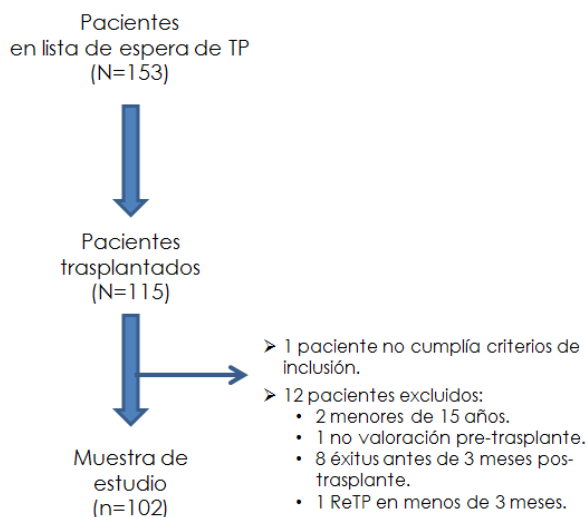 Pacientes
en lista de espera de TP
(N=153)
Pacientes
trasplantados
(N=115)
➢ 1 paciente no cumplía criterios de
inclusión.
➢ 12 pacientes excluidos:
• 2 menores de 15 años.
• 1 no valoración pre-trasplante.
• 8 éxitus antes de 3 meses pos-
trasplante.
• 1 ReTP en menos de 3 meses.
Muestra de
estudio
(n=102)